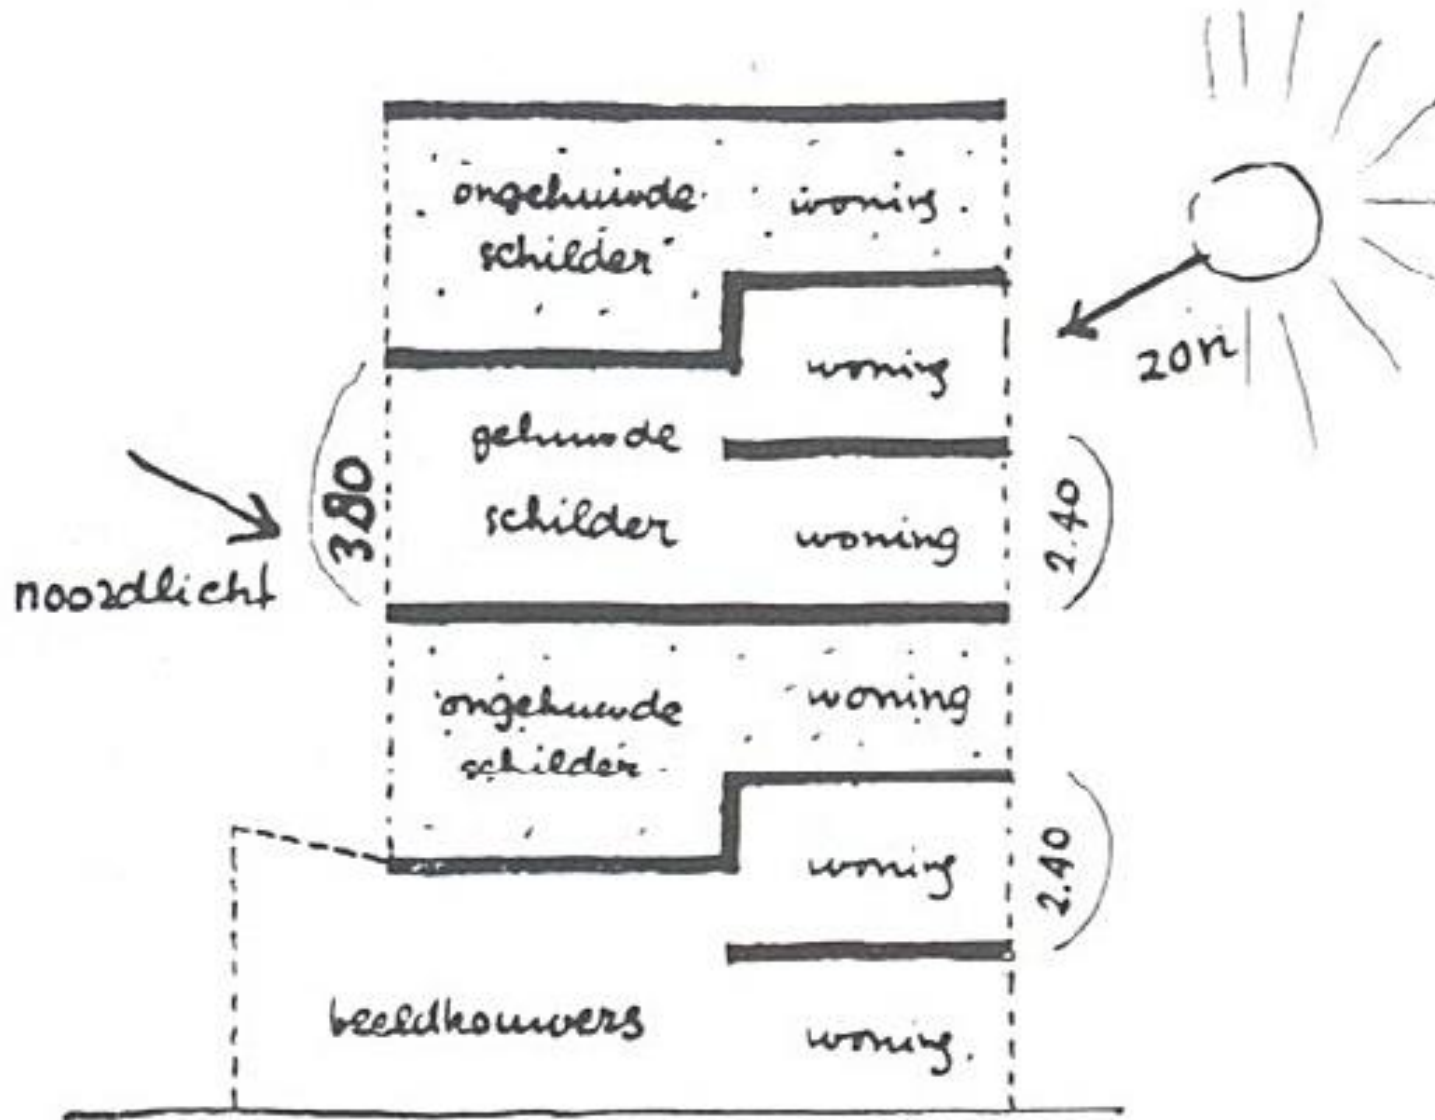 ongehuwde
schilder
woning.
woning
zon
gehuwde
schilder
woning
380
2.40
noordlicht
ongehuwde
schilder.
woning
woning
2.40
beeldhouwers
woning.